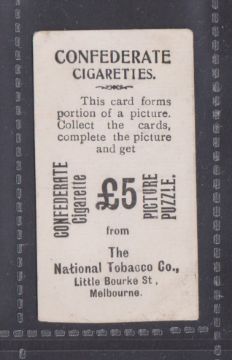 CONFEDERATE
CIGARETTES.
This card forms
portion of a picture.
Collect the cards,
complete the picture
and get
CONFEDERATE
Cigarette
£5
PICTURE
PUZZLE.
from
The
National Tobacco Co.,
Little Bourke St,
Melbourne.